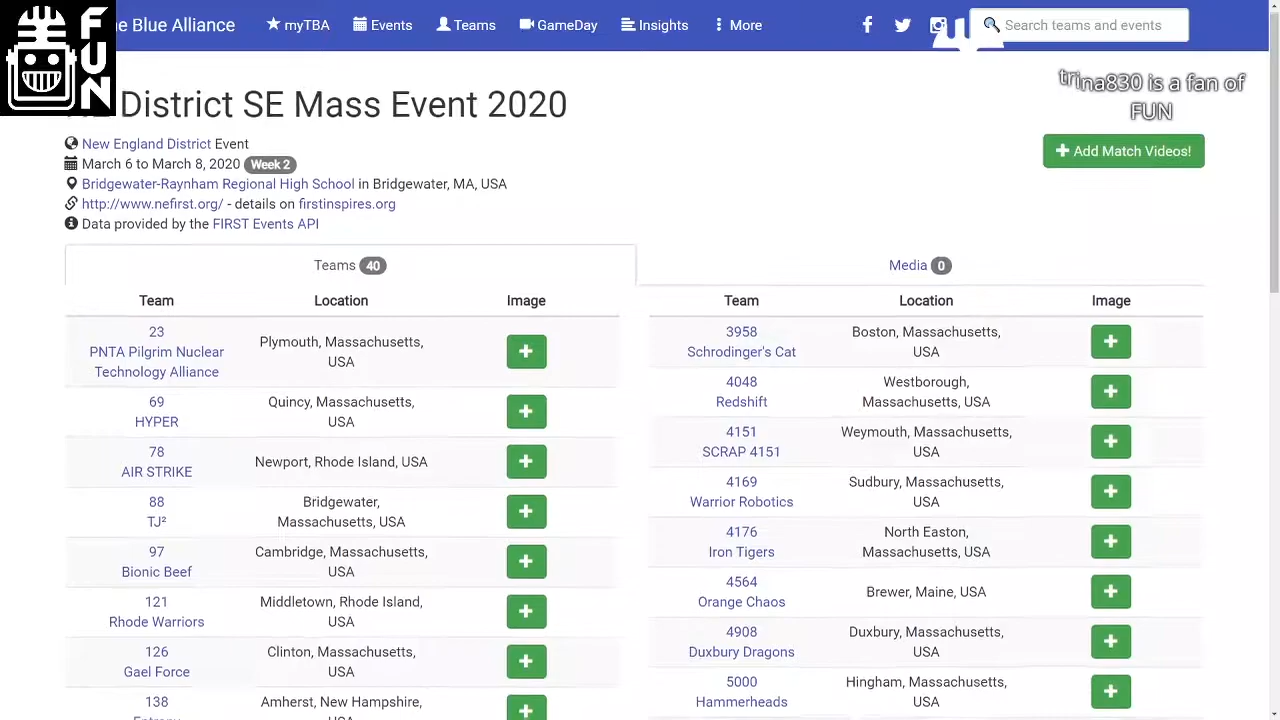 FUN
he Blue Alliance
myTBA
Events
Teams
GameDay
Insights
Search teams and events
trina830 is a fan of
FUN
District SE Mass Event 2020
Add Match Videos!
New England District Event
March 6 to March 8, 2020 Week 2
Bridgewater-Raynham Regional High School in Bridgewater, MA, USA
http://www.nefirst.org/ - details on firstinspires.org
Data provided by the FIRST Events API
Teams 40
Media 0
Team Location Image
23
PNTA Pilgrim Nuclear
Technology Alliance
Plymouth, Massachusetts,
USA
69
HYPER
Quincy, Massachusetts,
USA
78
AIR STRIKE
Newport, Rhode Island, USA
88
TJ²
Bridgewater,
Massachusetts, USA
97
Bionic Beef
Cambridge, Massachusetts,
USA
121
Rhode Warriors
Middletown, Rhode Island,
USA
126
Gael Force
Clinton, Massachusetts,
USA
138
Amherst, New Hampshire,
Team Location Image
3958
Schrodinger's Cat
Boston, Massachusetts,
USA
4048
Redshift
Westborough,
Massachusetts, USA
4151
SCRAP 4151
Weymouth, Massachusetts,
USA
4169
Warrior Robotics
Sudbury, Massachusetts,
USA
4176
Iron Tigers
North Easton,
Massachusetts, USA
4564
Orange Chaos
Brewer, Maine, USA
4908
Duxbury Dragons
Duxbury, Massachusetts,
USA
5000
Hammerheads
Hingham, Massachusetts,
USA